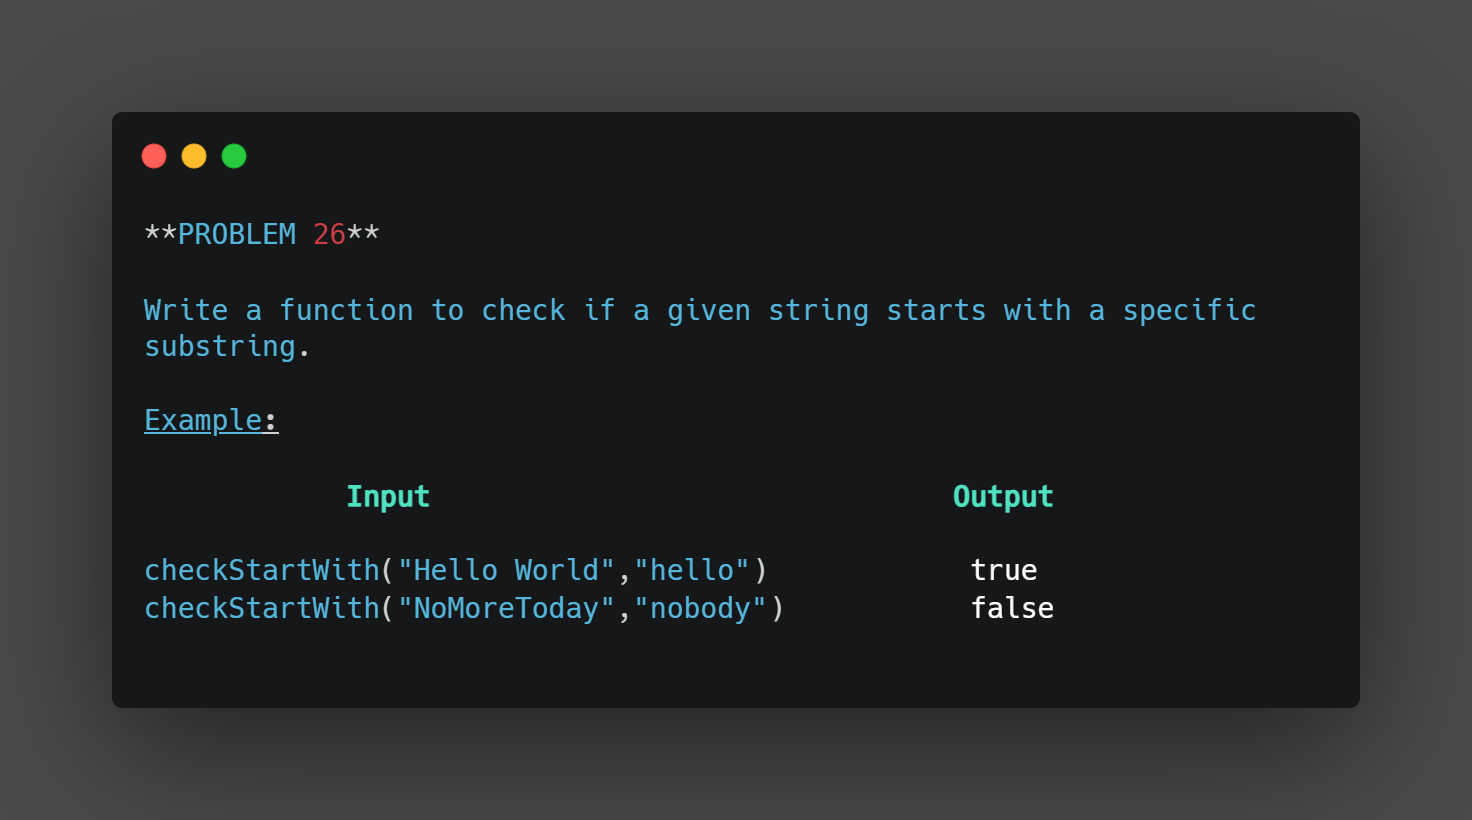 **PROBLEM 26**
Write a function to check if a given string starts with a specific
substring.
Example:
Input Output
checkStartWith("Hello World","hello") true
checkStartWith("NoMoreToday","nobody") false